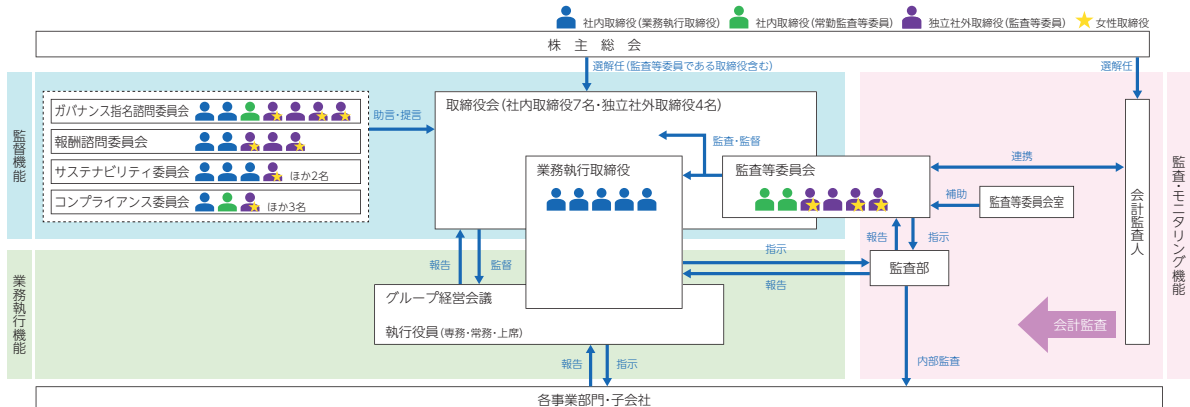 社内取締役(業務執行取締役)
社内取締役(常勤監査等委員)
独立社外取締役(監査等委員)
女性取締役
株主総会
選解任(監査等委員である取締役含む)
選解任
監督機能
ガバナンス指名諮問委員会
報酬諮問委員会
サステナビリティ委員会
ほか2名
コンプライアンス委員会
ほか3名
助言・提言
取締役会(社内取締役7名・独立社外取締役4名)
監査・監督
業務執行取締役
監査等委員会
連携
補助
監査等委員会室
会計監査人
監査・モニタリング機能
報告
指示
監査部
指示
報告
報告
監督
業務執行機能
グループ経営会議
執行役員(専務・常務・上席)
会計監査
報告
指示
内部監査
各事業部門・子会社